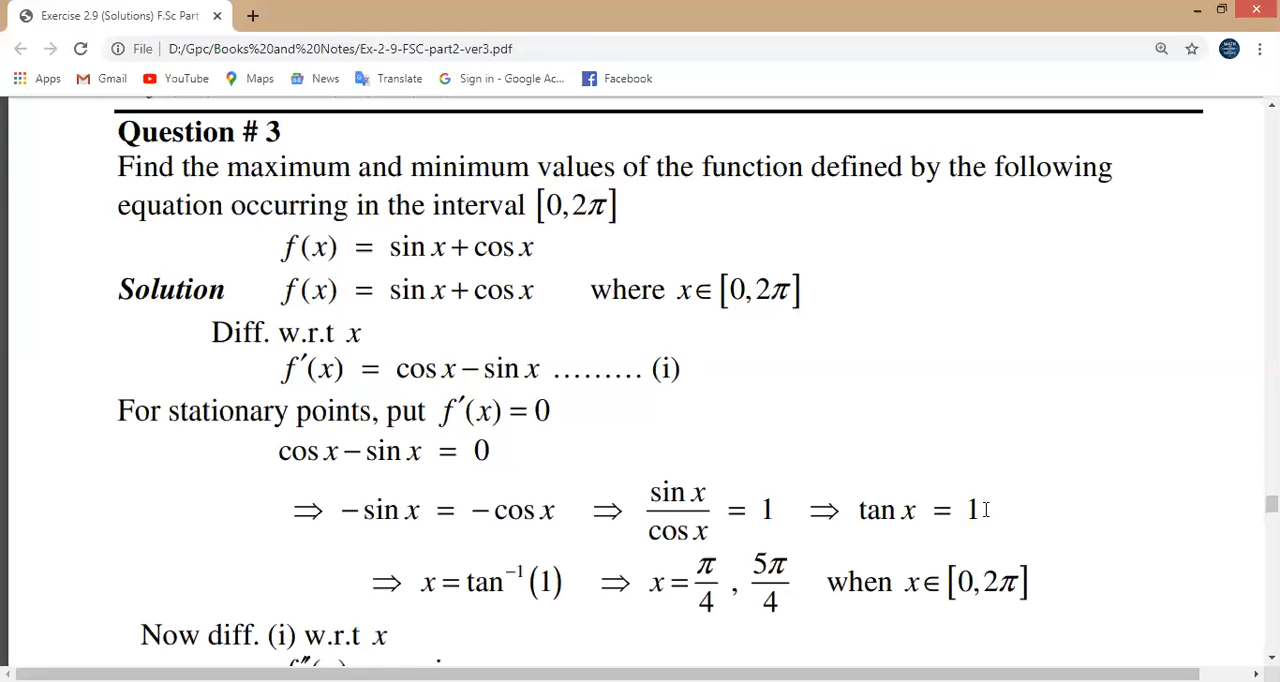 Exercise 2.9 (Solutions) F.Sc Part
File D:/Gpc/Books%20and%20Notes/Ex-2-9-FSC-part2-ver3.pdf
Apps Gmail YouTube Maps News Translate Sign in - Google Ac... Facebook
Question # 3
Find the maximum and minimum values of the function defined by the following
equation occurring in the interval [0,2π]
f(x) = sin x + cos x
Solution f(x) = sin x + cos x where x∈[0,2π]
Diff. w.r.t x
f′(x) = cos x − sin x ......... (i)
For stationary points, put f′(x) = 0
cos x − sin x = 0
⇒ −sin x = −cos x ⇒ sin x / cos x = 1 ⇒ tan x = 1
⇒ x = tan⁻¹(1) ⇒ x = π/4 , 5π/4 when x∈[0,2π]
Now diff. (i) w.r.t x